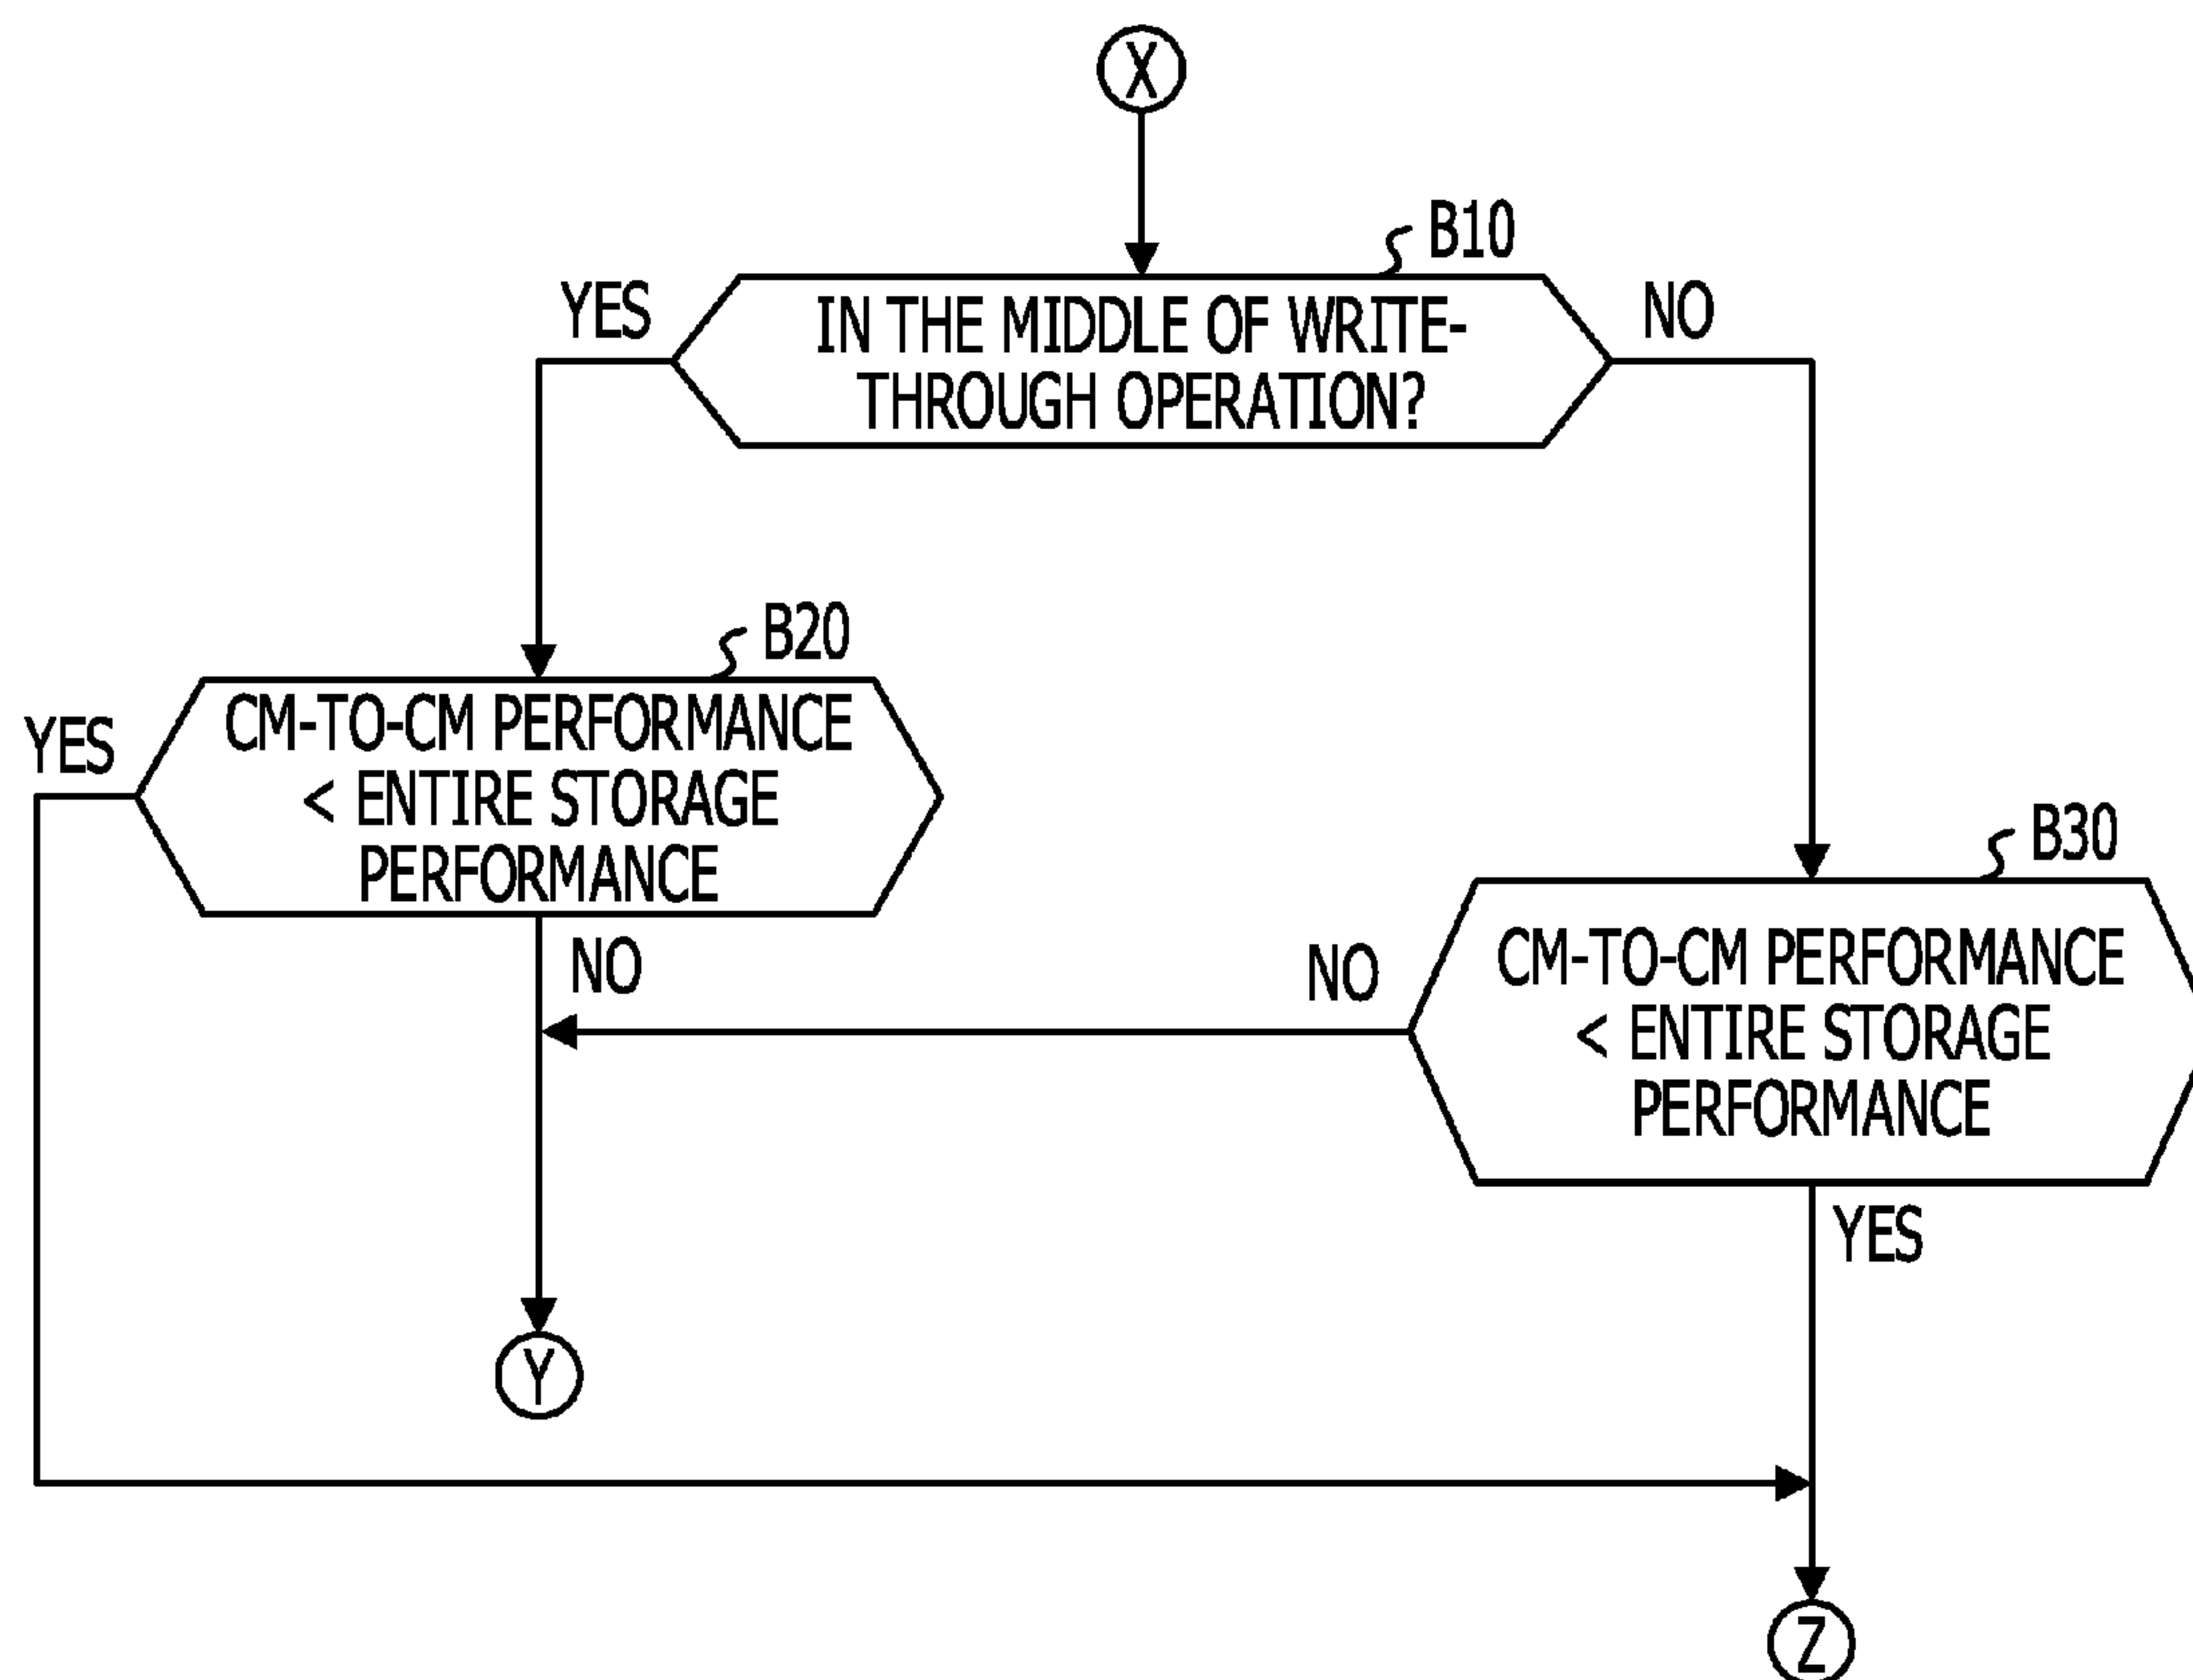 X
B10
YES
IN THE MIDDLE OF WRITE-
THROUGH OPERATION?
NO
B20
YES
CM-TO-CM PERFORMANCE
< ENTIRE STORAGE
PERFORMANCE
NO
B30
NO
CM-TO-CM PERFORMANCE
< ENTIRE STORAGE
PERFORMANCE
YES
Y
Z